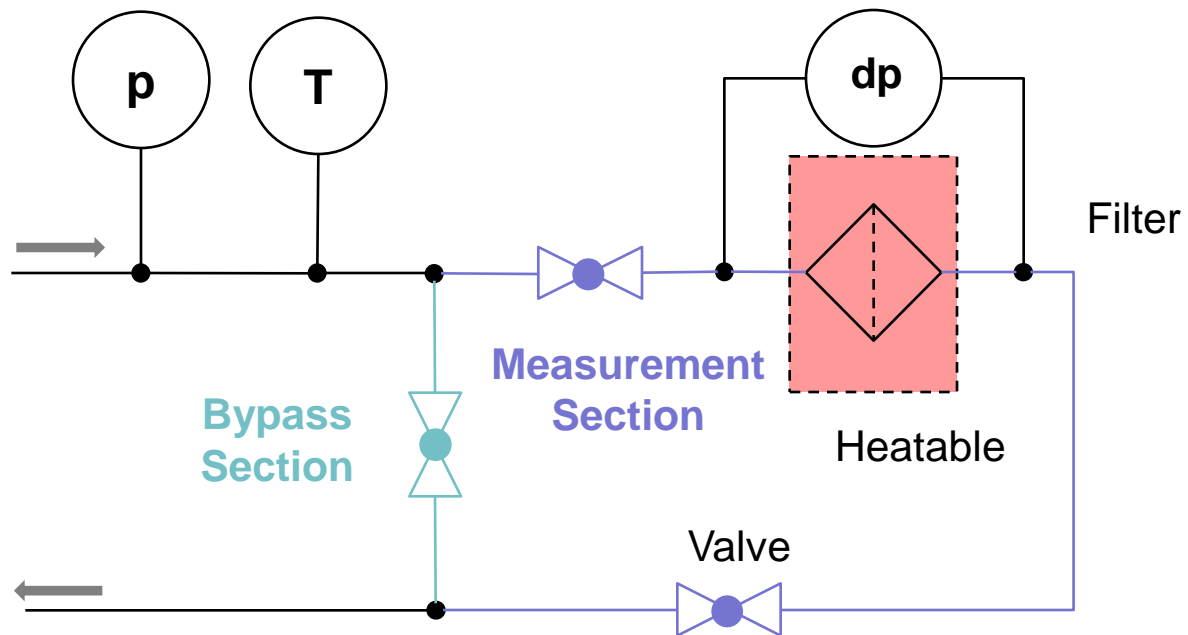 p
T
dp
Filter
Measurement
Section
Bypass
Section
Heatable
Valve